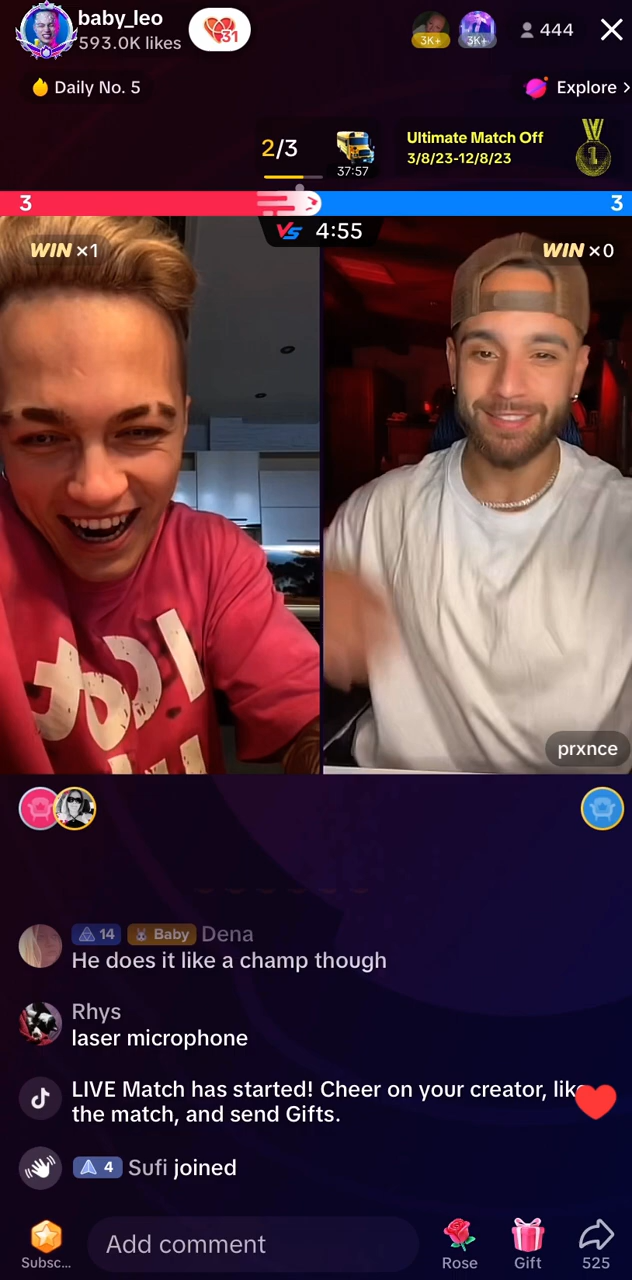 baby_leo
593.0K likes
31
3K+
3K+
444
Daily No. 5
Explore >
2/3
37:57
Ultimate Match Off
3/8/23-12/8/23
1
3
3
VS 4:55
WIN ×1
WIN ×0
prxnce
14 Baby Dena
He does it like a champ though
Rhys
laser microphone
LIVE Match has started! Cheer on your creator, like
the match, and send Gifts.
4 Sufi joined
Subsc...
Add comment
Rose
Gift
525